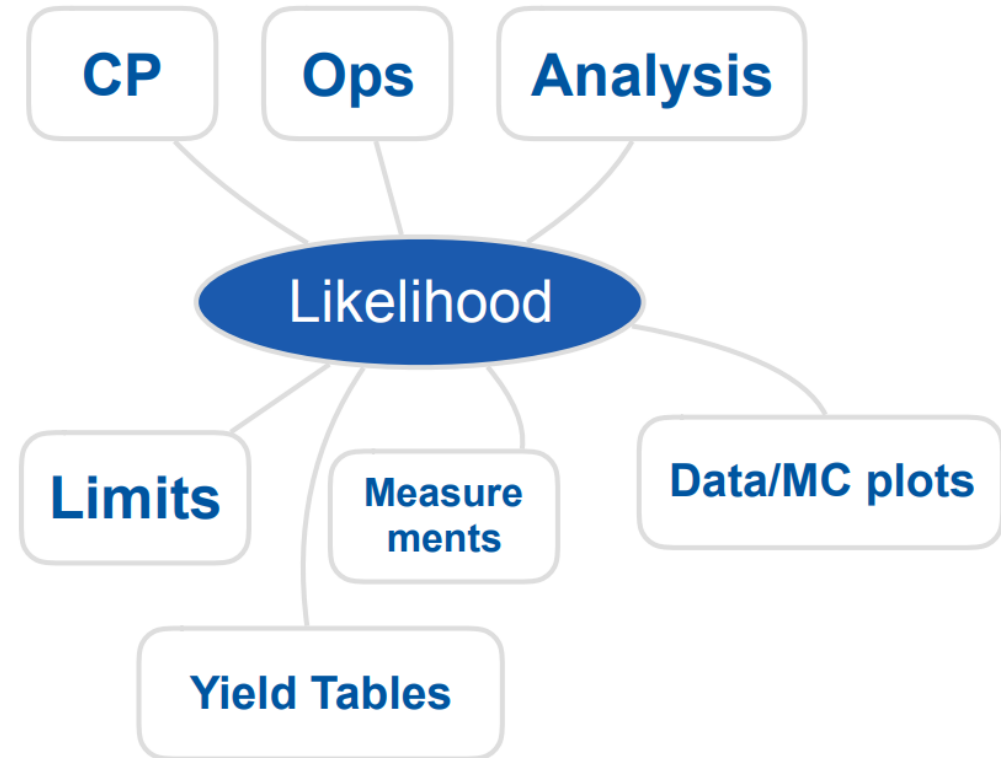 CP
Ops
Analysis
Likelihood
Limits
Measure
ments
Data/MC plots
Yield Tables